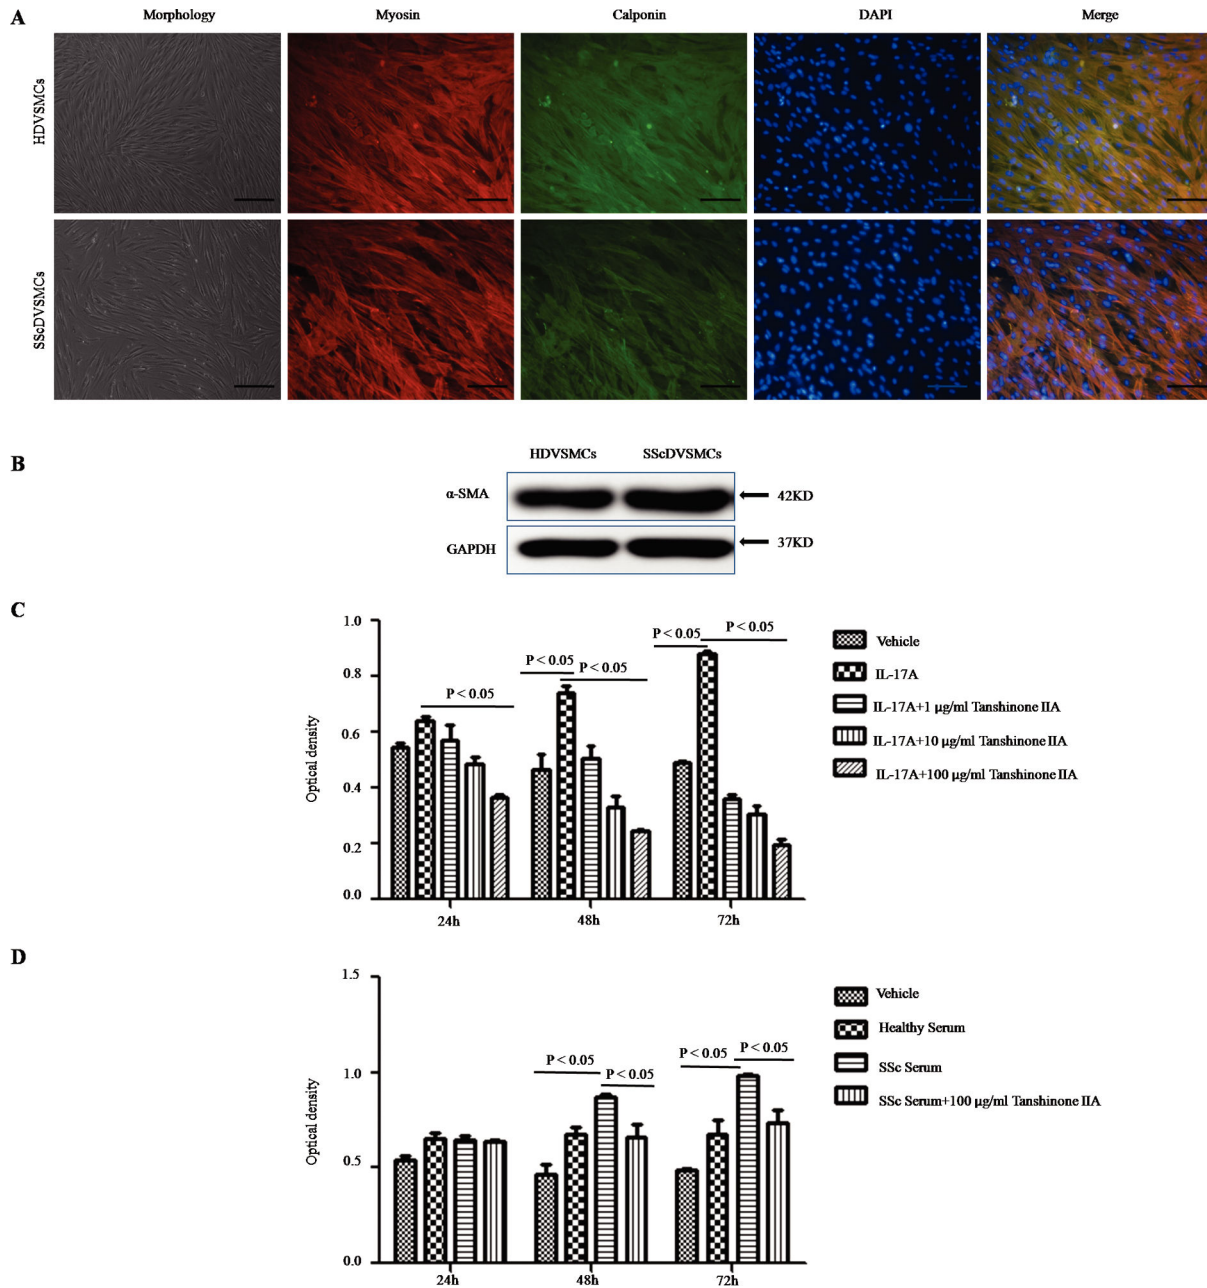 A
Morphology Myosin Calponin DAPI Merge
HDVSMCs
SScDVSMCs
B
HDVSMCs SScDVSMCs
α-SMA 42KD
GAPDH 37KD
C
Optical density
1.0
0.8
0.6
0.4
0.2
0.0
P < 0.05
P < 0.05
P < 0.05
P < 0.05
P < 0.05
24h 48h 72h
Vehicle
IL-17A
IL-17A+1 µg/ml Tanshinone IIA
IL-17A+10 µg/ml Tanshinone IIA
IL-17A+100 µg/ml Tanshinone IIA
D
Optical density
1.5
1.0
0.5
0.0
P < 0.05
P < 0.05
P < 0.05
P < 0.05
24h 48h 72h
Vehicle
Healthy Serum
SSc Serum
SSc Serum+100 µg/ml Tanshinone IIA